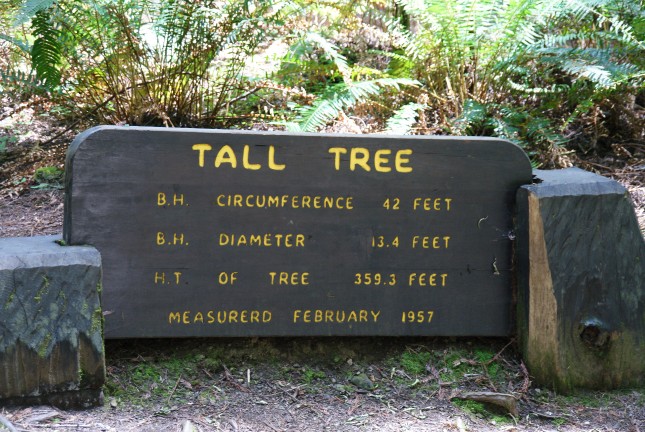 TALL TREE
B.H. CIRCUMFERENCE 42 FEET
B.H. DIAMETER 13.4 FEET
H.T. OF TREE 359.3 FEET
MEASURERD FEBRUARY 1957